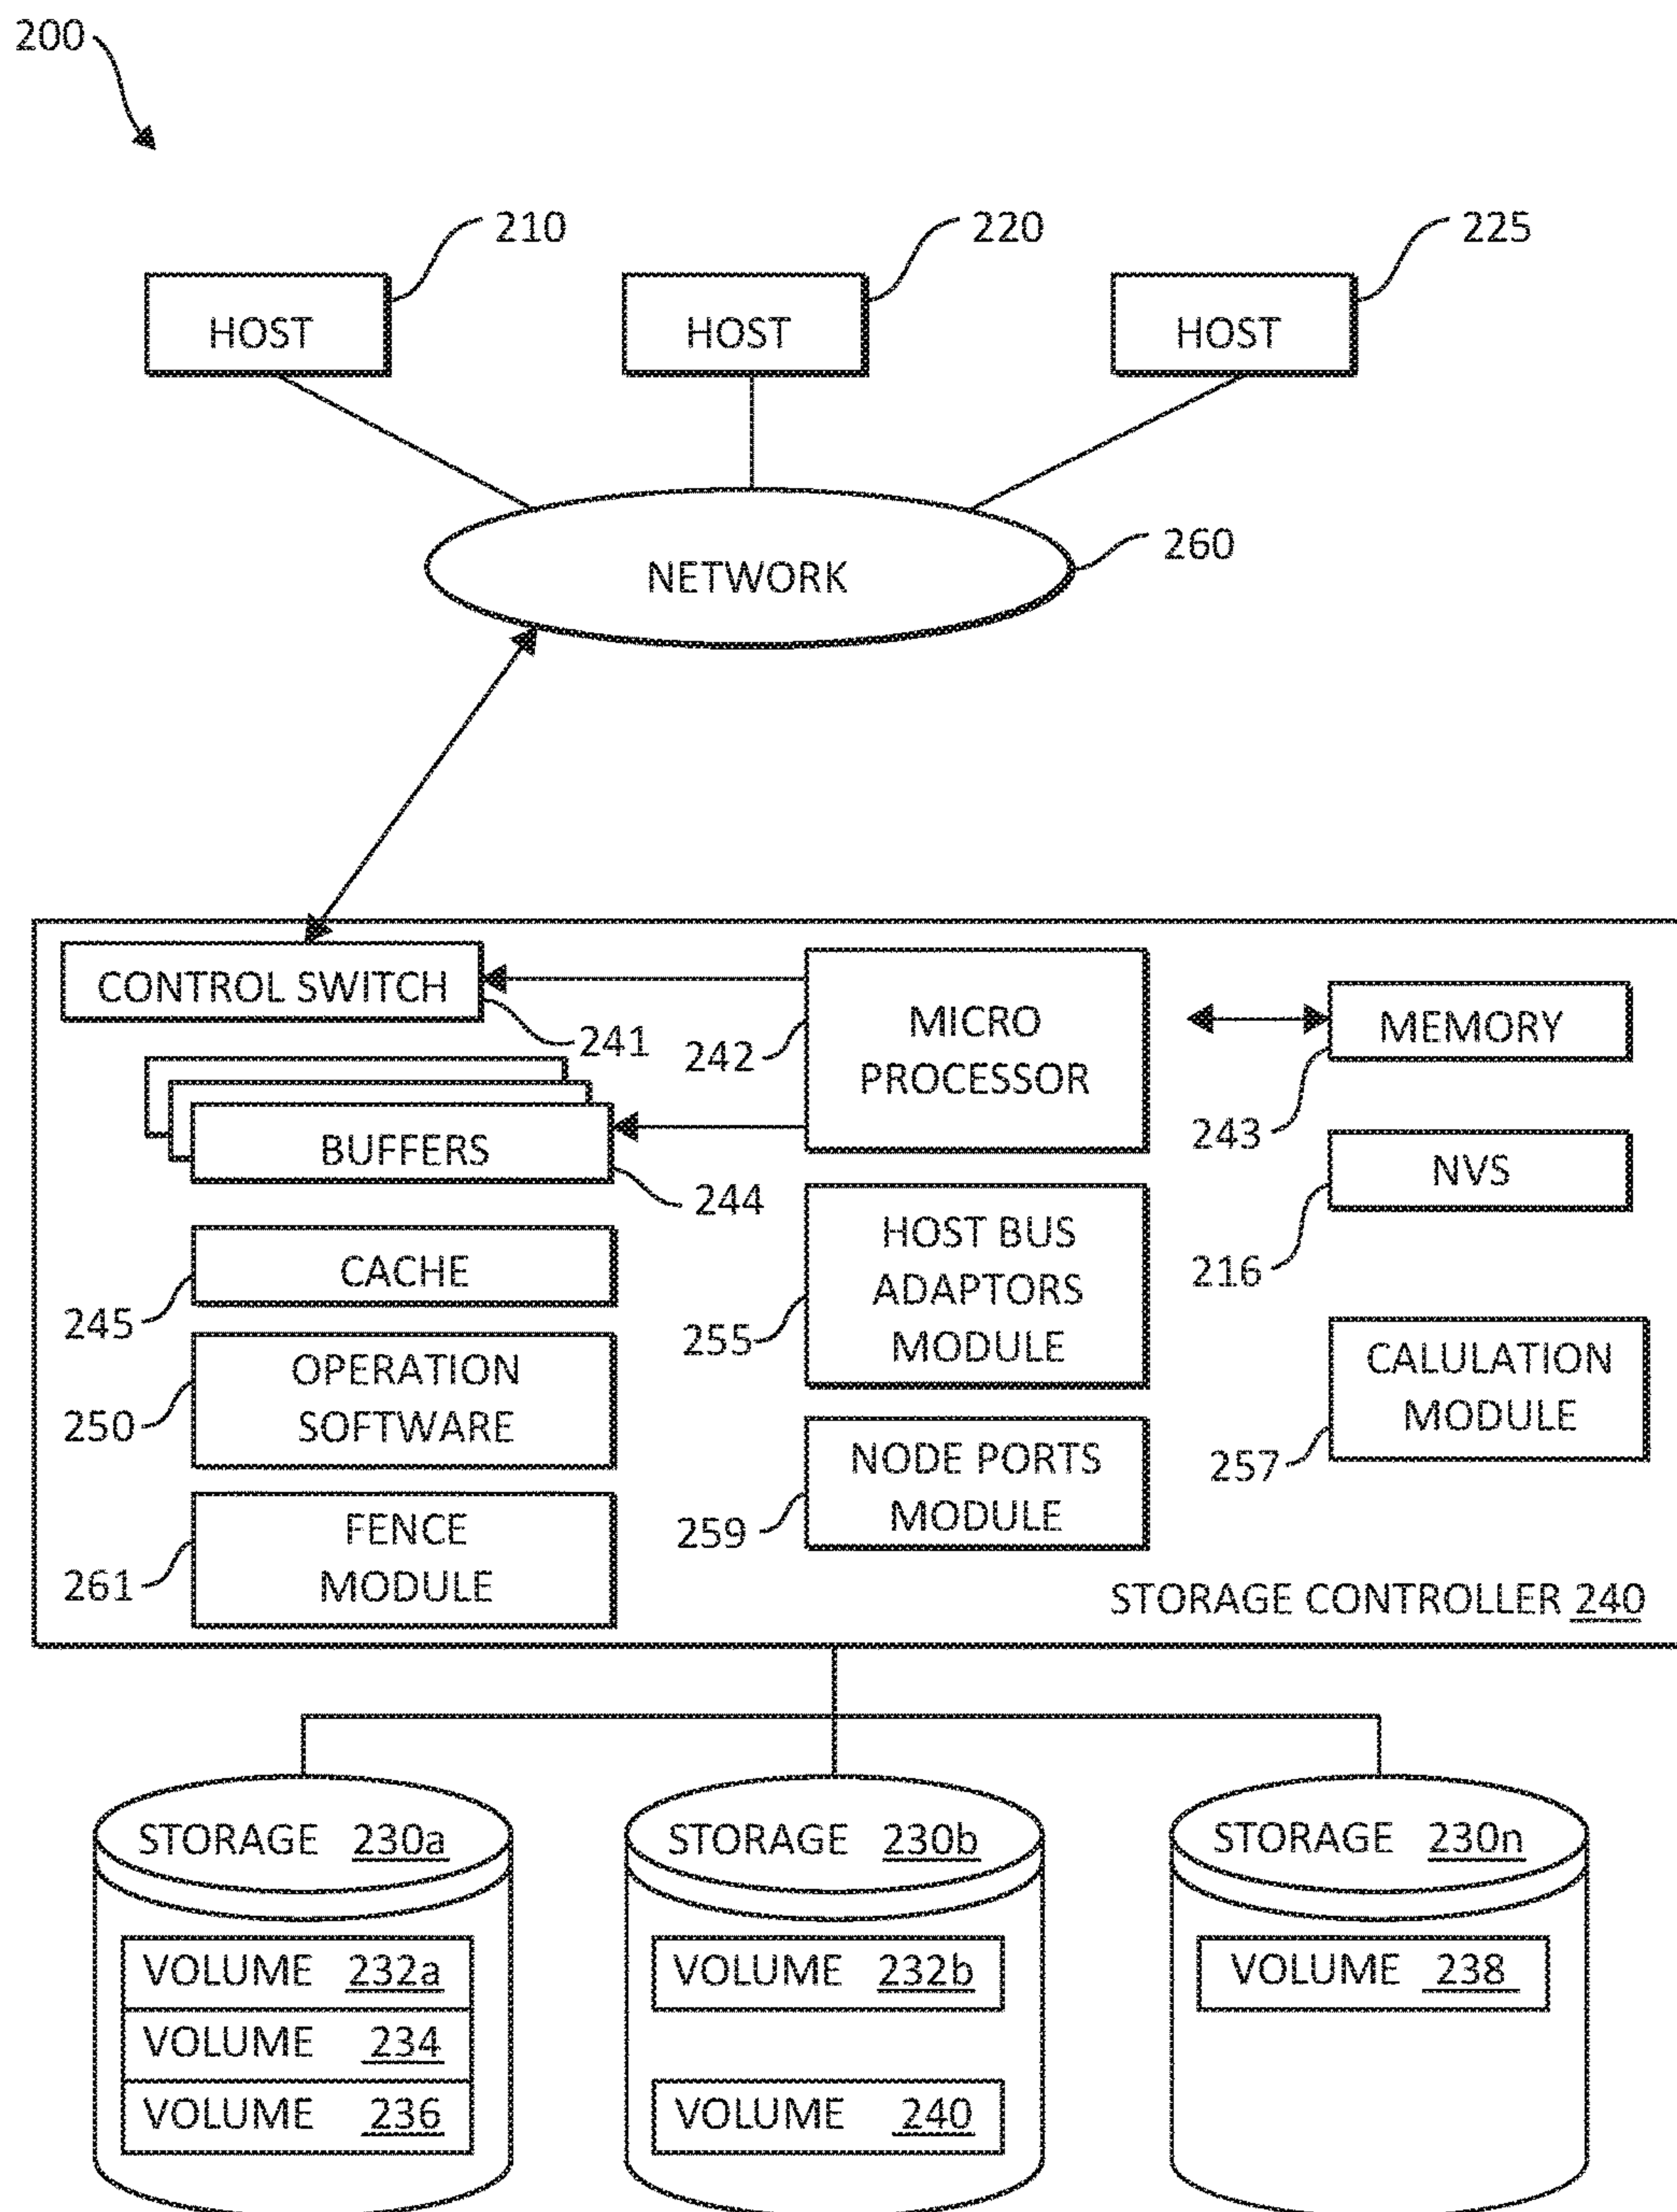 200
210
220
225
HOST
HOST
HOST
260
NETWORK
CONTROL SWITCH
241
242
MICRO
PROCESSOR
MEMORY
243
BUFFERS
244
NVS
216
CACHE
245
HOST BUS
ADAPTORS
MODULE
255
OPERATION
SOFTWARE
250
CALULATION
MODULE
257
NODE PORTS
MODULE
259
FENCE
MODULE
261
STORAGE CONTROLLER 240
STORAGE 230a
STORAGE 230b
STORAGE 230n
VOLUME 232a
VOLUME 232b
VOLUME 238
VOLUME 234
VOLUME 236
VOLUME 240